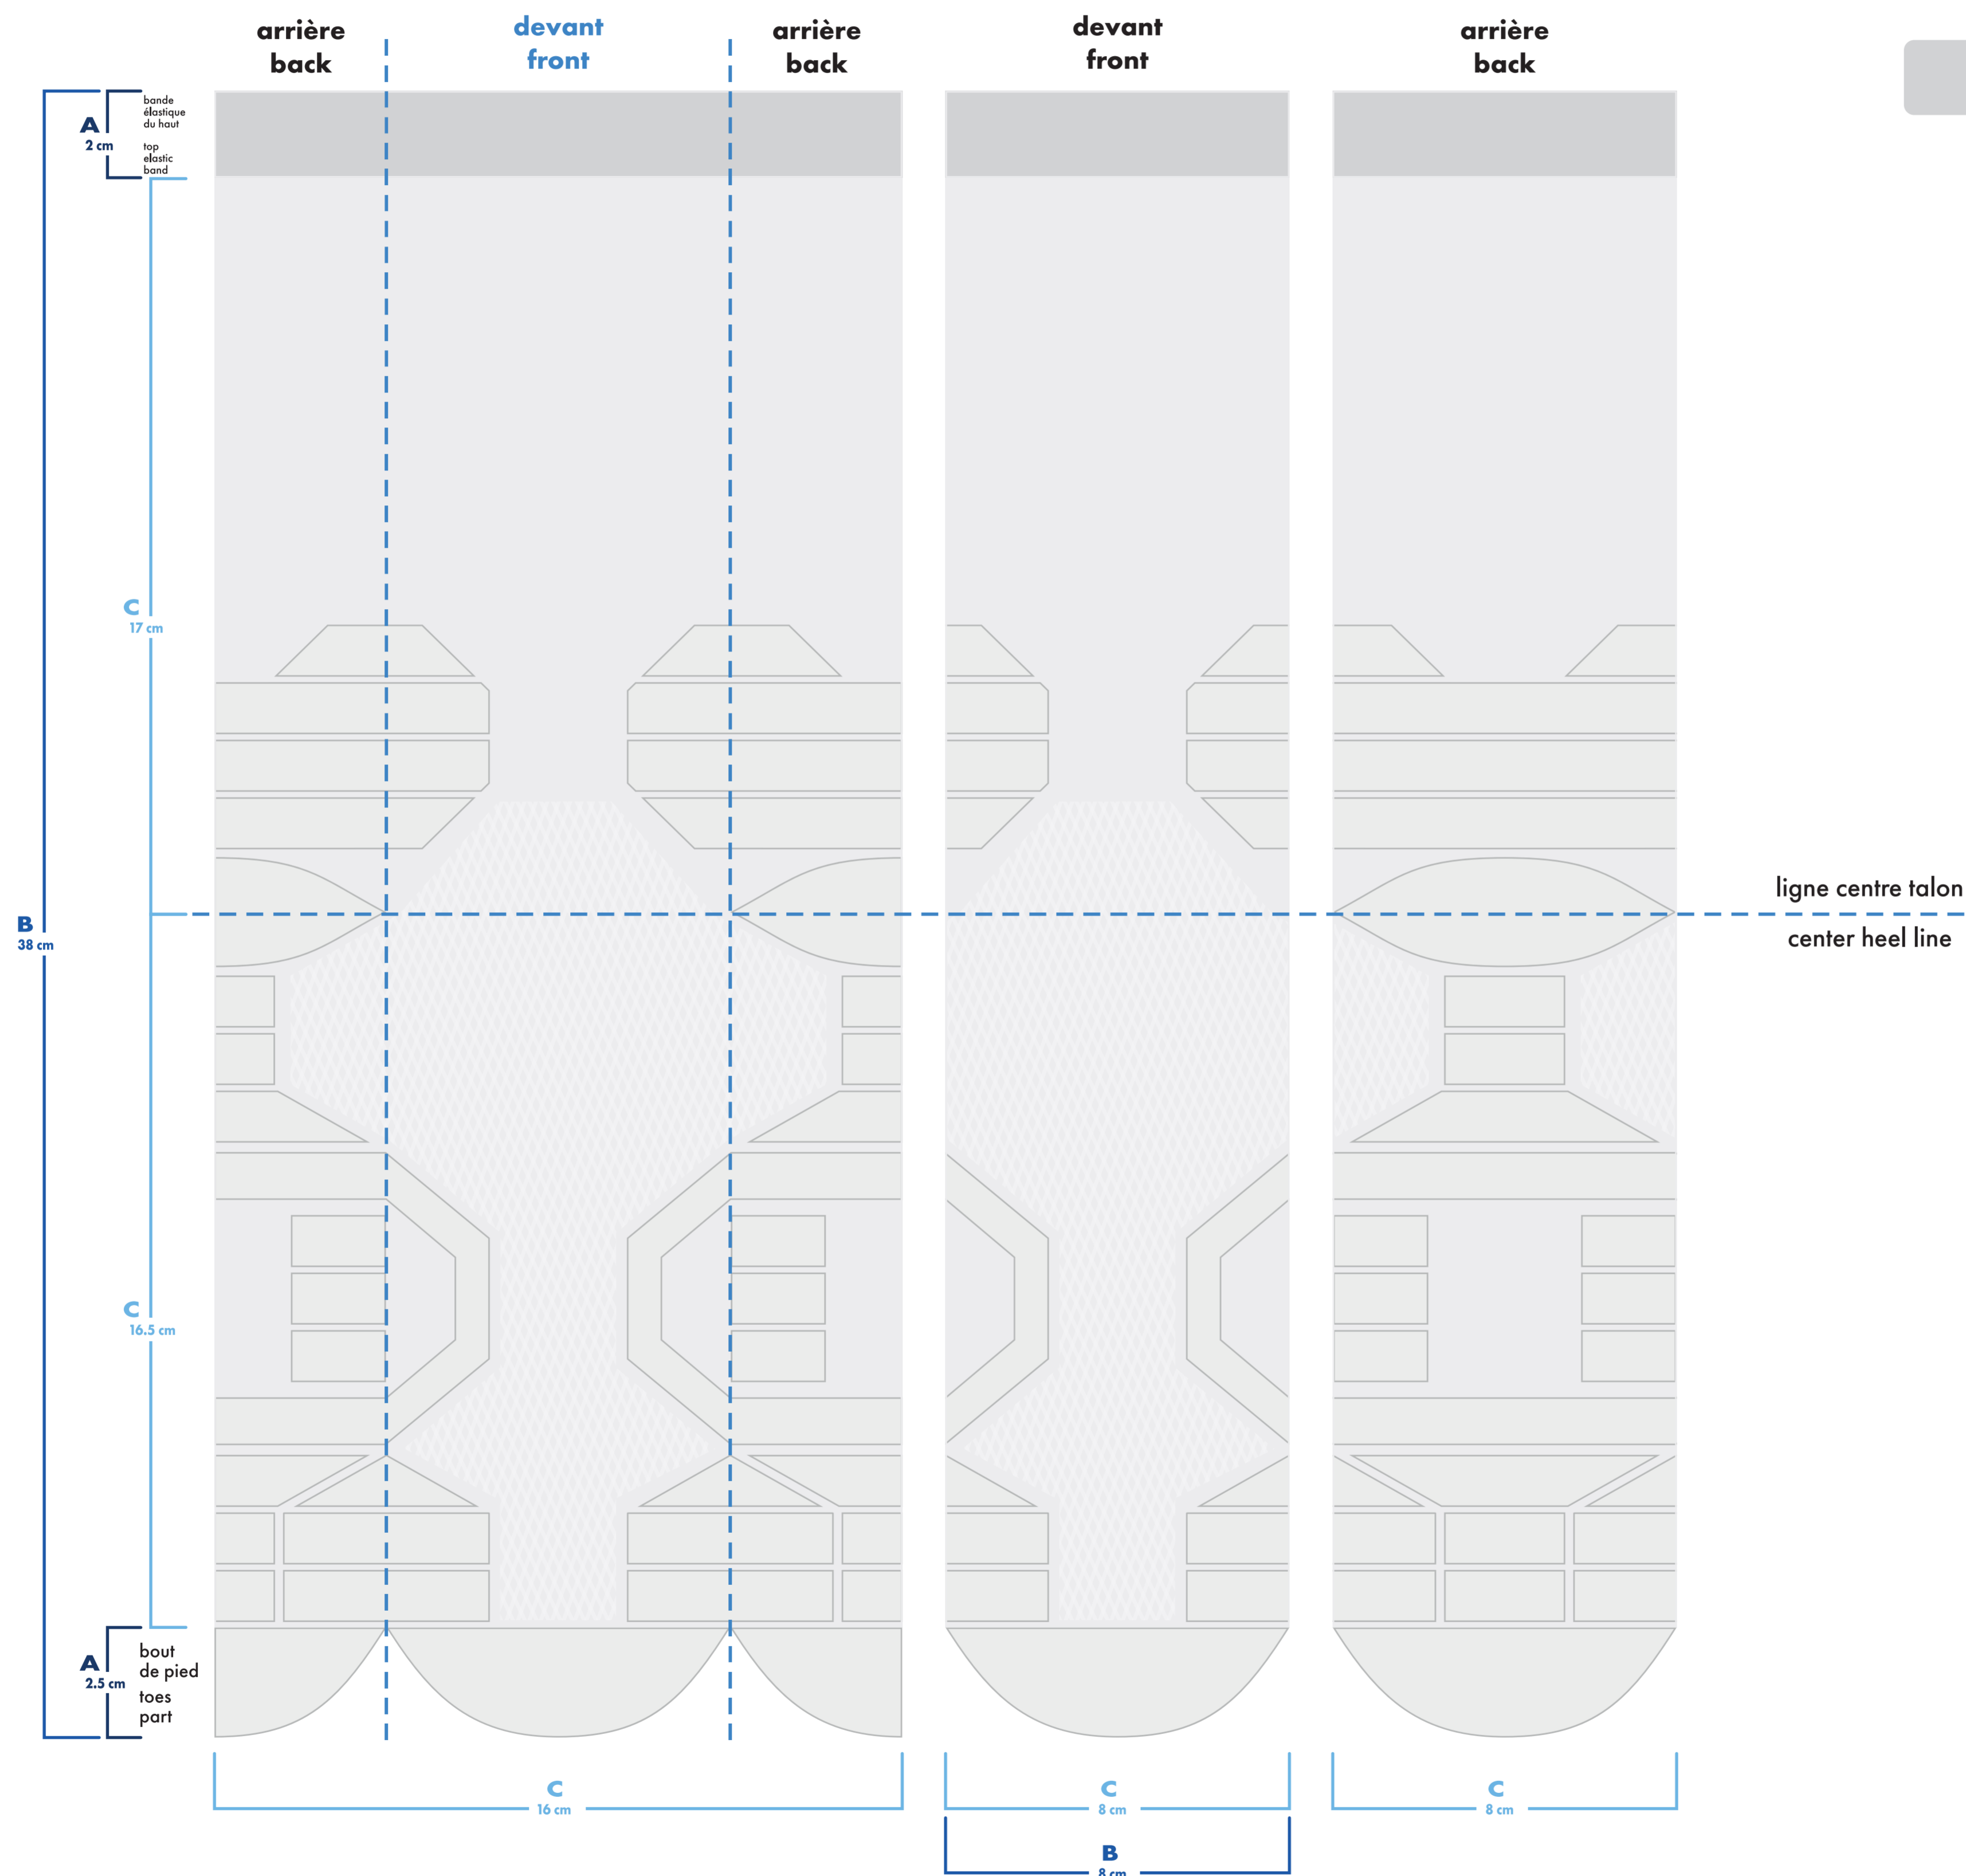 arrière
back
devant
front
arrière
back
devant
front
arrière
back
bande
élastique
du haut
A
2 cm
top
elastic
band
C
17 cm
ligne centre talon
B
38 cm
center heel line
C
16.5 cm
bout
de pied
A
2.5 cm
toes
part
C
16 cm
C
8 cm
C
8 cm
B
8 cm